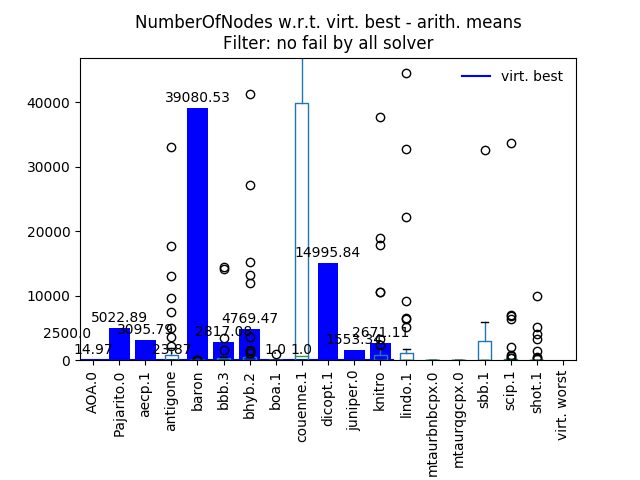 NumberOfNodes w.r.t. virt. best - arith. means
Filter: no fail by all solver
virt. best
40000
30000
20000
10000
0
39080.53
14995.84
5022.89
4769.47
3095.79
2500.0
2817.08
2671.11
1553.34
14.97
23.87
1.0
1.0
AOA.0
Pajarito.0
aecp.1
antigone
baron
bbb.3
bhyb.2
boa.1
couenne.1
dicopt.1
juniper.0
knitro
lindo.1
mtaurbnbcpx.0
mtaurqgcpx.0
sbb.1
scip.1
shot.1
virt. worst